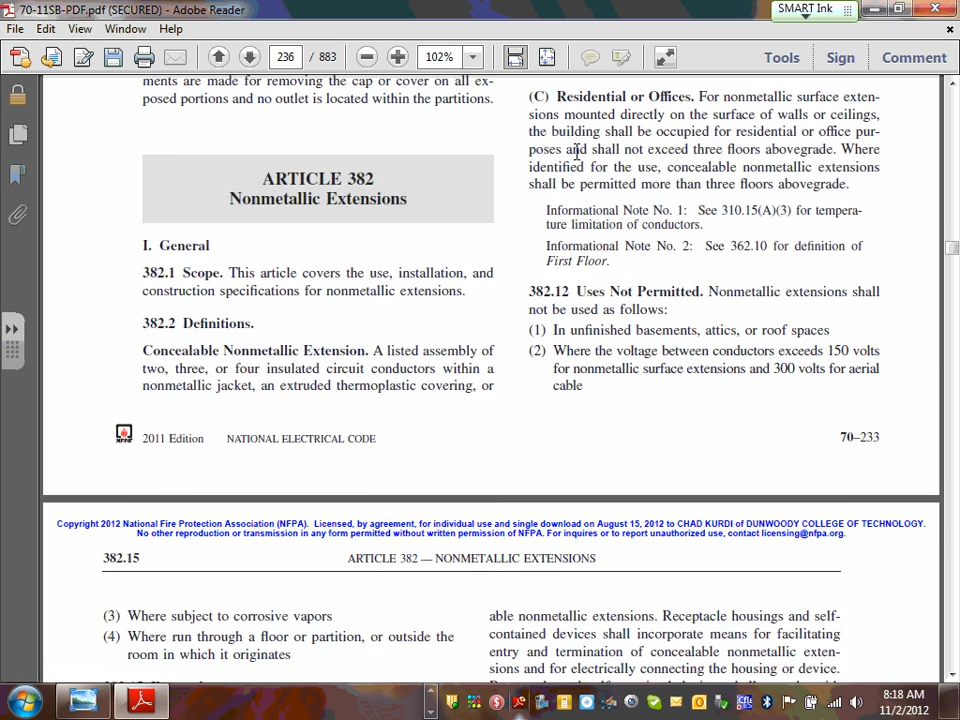 70-11SB-PDF.pdf (SECURED) - Adobe Reader
SMART Ink
File Edit View Window Help
236 / 883
102%
Tools Sign Comment
ments are made for removing the cap or cover on all ex-
posed portions and no outlet is located within the partitions.
ARTICLE 382
Nonmetallic Extensions
I. General
382.1 Scope. This article covers the use, installation, and
construction specifications for nonmetallic extensions.
382.2 Definitions.
Concealable Nonmetallic Extension. A listed assembly of
two, three, or four insulated circuit conductors within a
nonmetallic jacket, an extruded thermoplastic covering, or
(C) Residential or Offices. For nonmetallic surface exten-
sions mounted directly on the surface of walls or ceilings,
the building shall be occupied for residential or office pur-
poses and shall not exceed three floors abovegrade. Where
identified for the use, concealable nonmetallic extensions
shall be permitted more than three floors abovegrade.
Informational Note No. 1: See 310.15(A)(3) for tempera-
ture limitation of conductors.
Informational Note No. 2: See 362.10 for definition of
First Floor.
382.12 Uses Not Permitted. Nonmetallic extensions shall
not be used as follows:
(1) In unfinished basements, attics, or roof spaces
(2) Where the voltage between conductors exceeds 150 volts
for nonmetallic surface extensions and 300 volts for aerial
cable
NFPA 2011 Edition NATIONAL ELECTRICAL CODE 70–233
Copyright 2012 National Fire Protection Association (NFPA). Licensed, by agreement, for individual use and single download on August 15, 2012 to CHAD KURDI of DUNWOODY COLLEGE OF TECHNOLOGY.
No other reproduction or transmission in any form permitted without written permission of NFPA. For inquires or to report unauthorized use, contact licensing@nfpa.org.
382.15 ARTICLE 382 — NONMETALLIC EXTENSIONS
(3) Where subject to corrosive vapors
(4) Where run through a floor or partition, or outside the
room in which it originates
able nonmetallic extensions. Receptacle housings and self-
contained devices shall incorporate means for facilitating
entry and termination of concealable nonmetallic exten-
sions and for electrically connecting the housing or device.
8:18 AM
11/2/2012